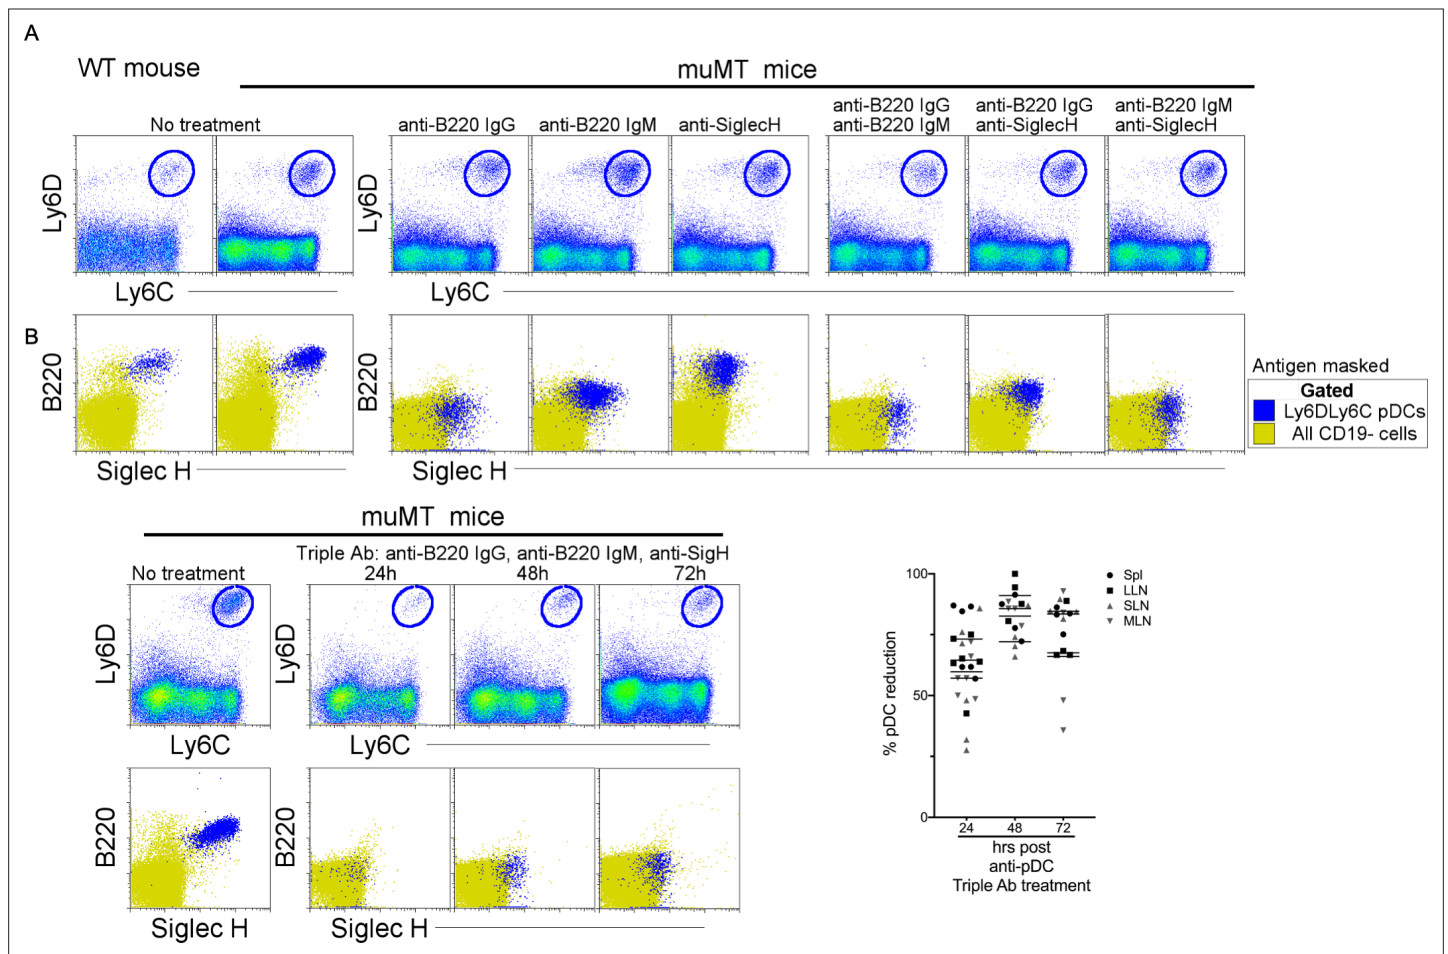 A
WT mouse
muMT mice
No treatment
anti-B220 IgG
anti-B220 IgM
anti-SiglecH
anti-B220 IgG
anti-B220 IgM
anti-B220 IgG
anti-SiglecH
anti-B220 IgM
anti-SiglecH
Ly6D
Ly6D
Ly6C
Ly6C
B
B220
B220
Siglec H
Siglec H
Antigen masked
Gated
Ly6DLy6C pDCs
All CD19- cells
muMT mice
Triple Ab: anti-B220 IgG, anti-B220 IgM, anti-SigH
No treatment
24h
48h
72h
Ly6D
Ly6D
Ly6C
Ly6C
B220
B220
Siglec H
Siglec H
% pDC reduction
100
50
0
24
48
72
hrs post
anti-pDC
Triple Ab treatment
Spl
LLN
SLN
MLN